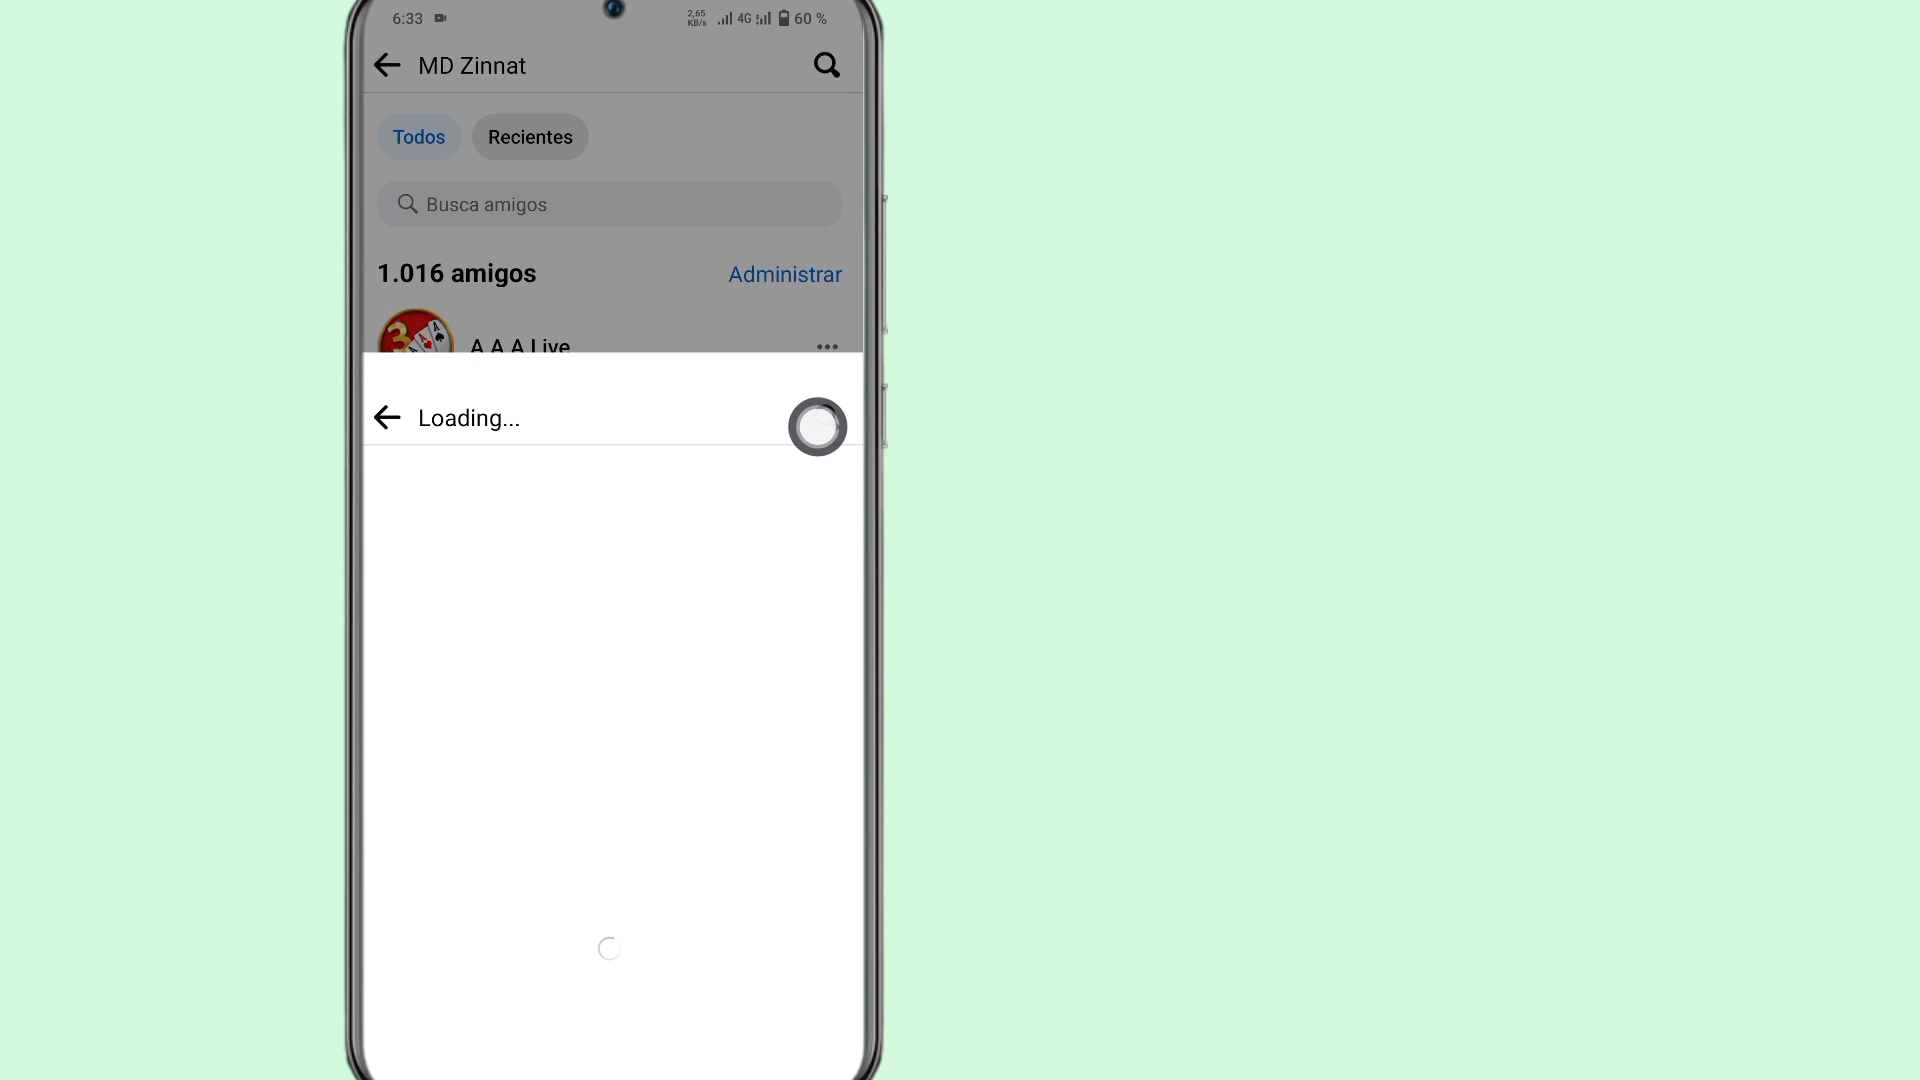 6:33
2,65 KB/s 4G 60 %
MD Zinnat
Todos Recientes
Busca amigos
1.016 amigos Administrar
3 A A A
A A A Live
Loading...